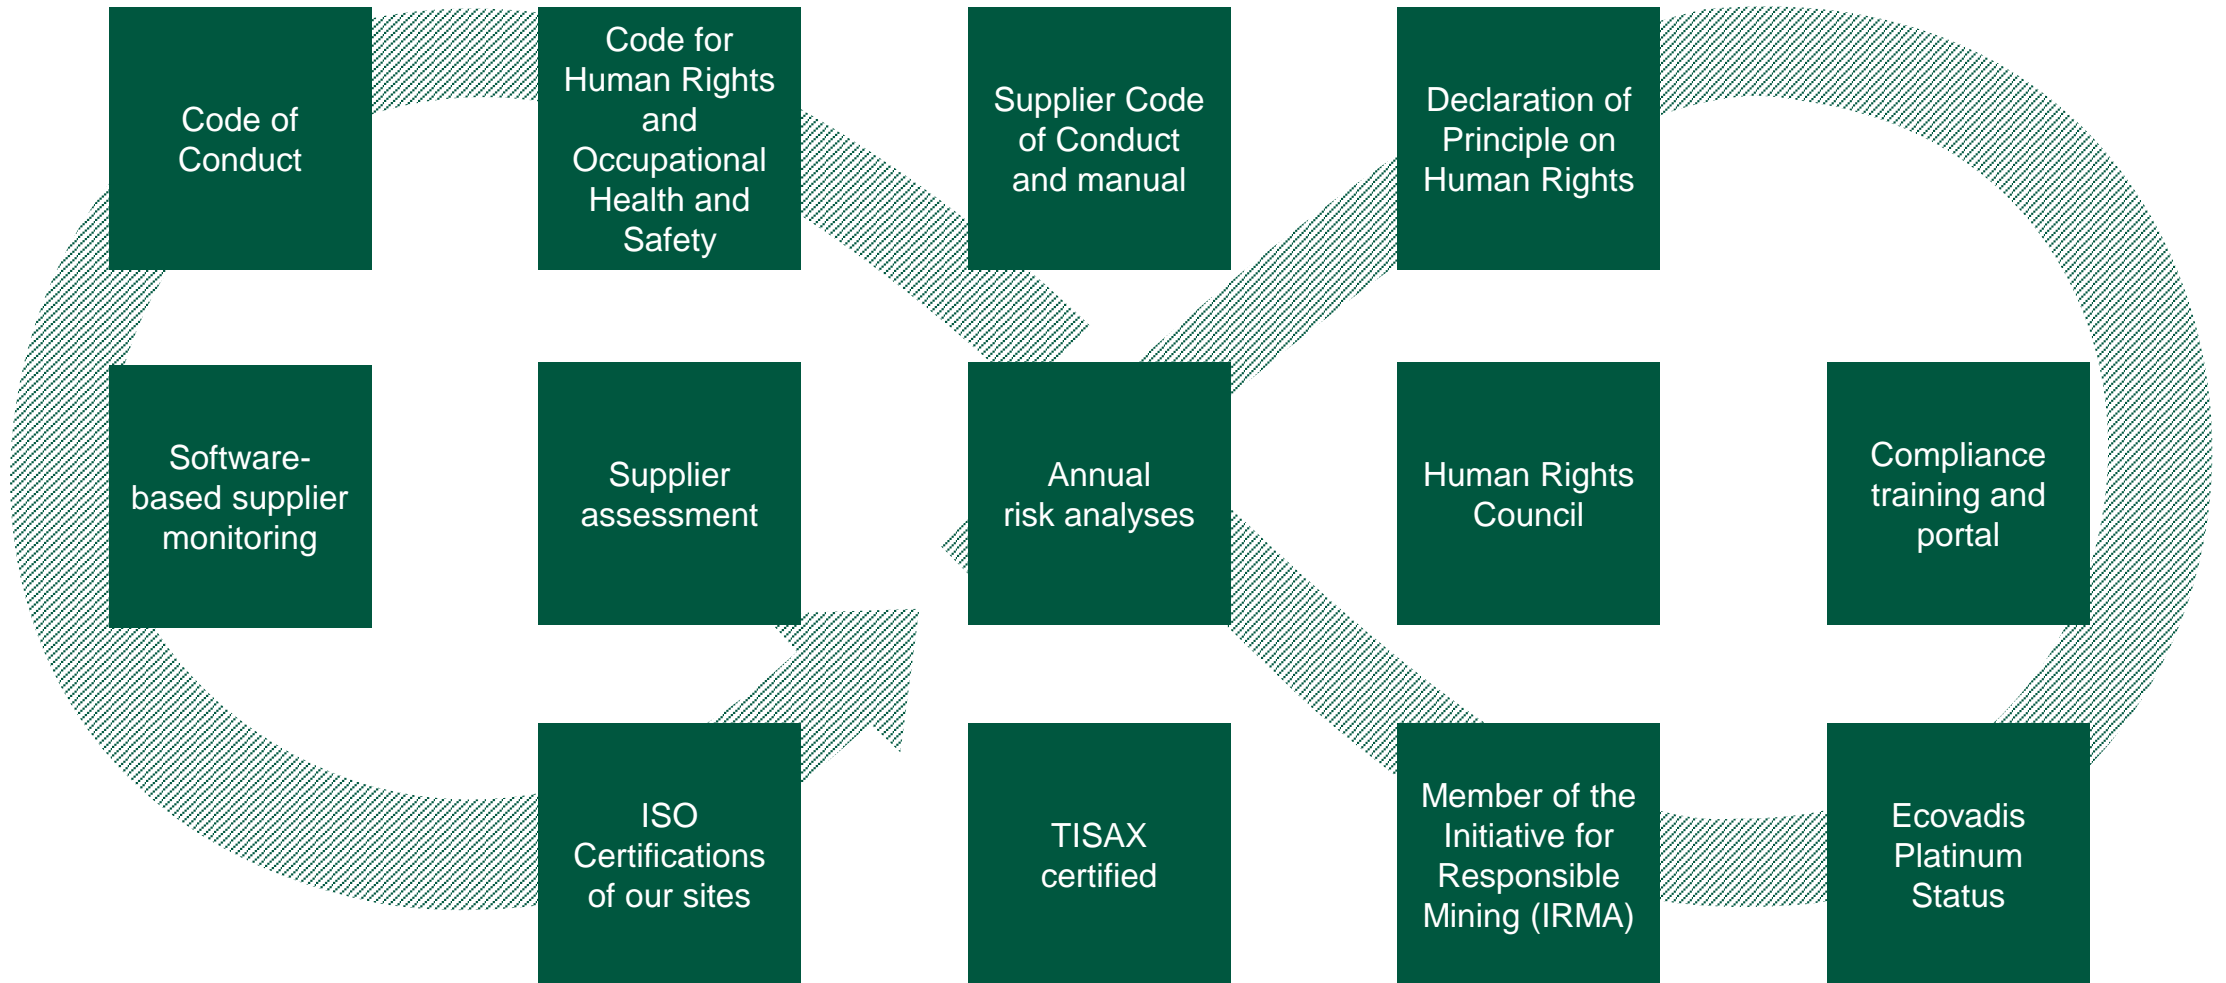 Code of
Conduct
Code for
Human Rights
and
Occupational
Health and
Safety
Supplier Code
of Conduct
and manual
Declaration of
Principle on
Human Rights
Software-
based supplier
monitoring
Supplier
assessment
Annual
risk analyses
Human Rights
Council
Compliance
training and
portal
ISO
Certifications
of our sites
TISAX
certified
Member of the
Initiative for
Responsible
Mining (IRMA)
Ecovadis
Platinum
Status